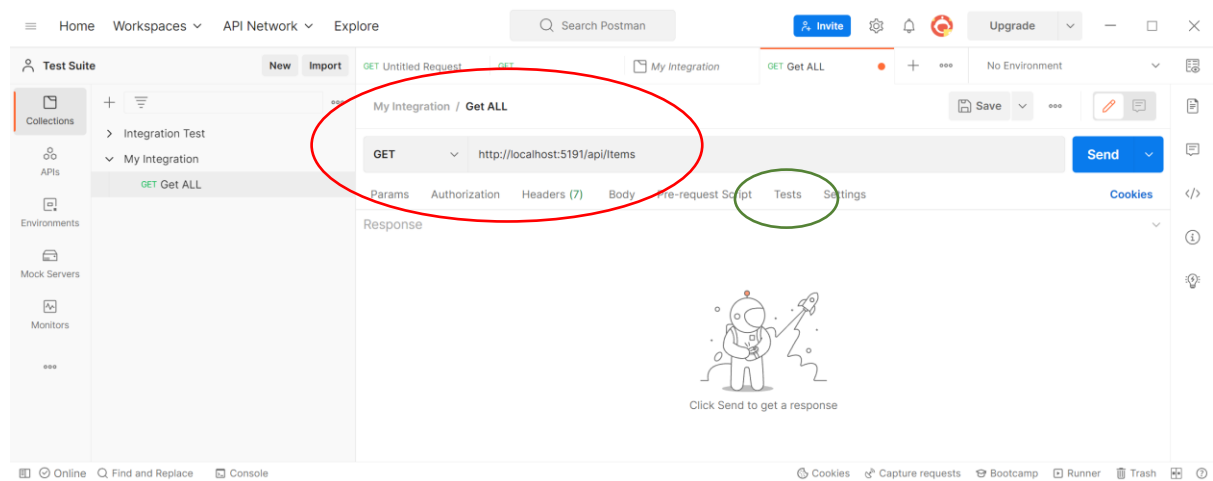 Home Workspaces API Network Explore Search Postman Invite Upgrade
Test Suite New Import GET Untitled Request GET My Integration GET Get ALL No Environment
Collections
APIs
Environments
Mock Servers
Monitors
Integration Test
My Integration
GET Get ALL
My Integration / Get ALL Save
GET http://localhost:5191/api/Items Send
Params Authorization Headers (7) Body Pre-request Script Tests Settings Cookies
Response
Click Send to get a response
Online Find and Replace Console Cookies Capture requests Bootcamp Runner Trash